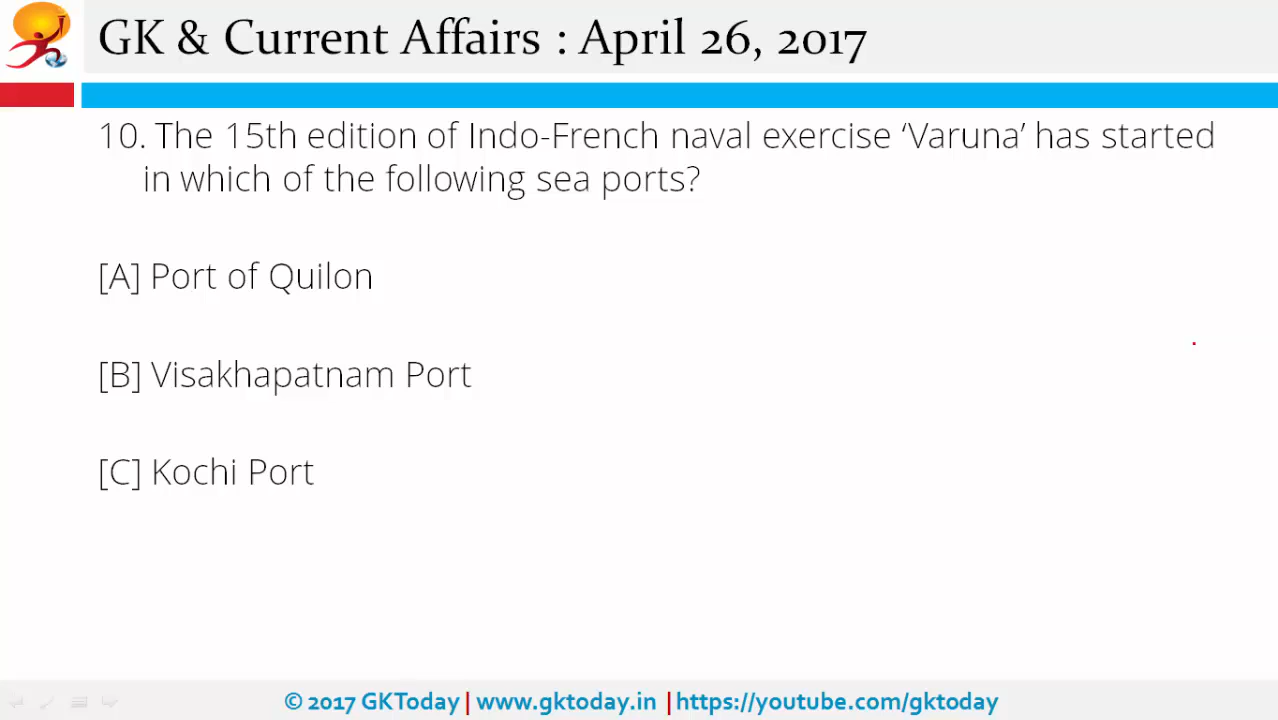 GK & Current Affairs : April 26, 2017
10. The 15th edition of Indo-French naval exercise ‘Varuna’ has started
in which of the following sea ports?
[A] Port of Quilon
[B] Visakhapatnam Port
[C] Kochi Port
© 2017 GKToday | www.gktoday.in | https://youtube.com/gktoday